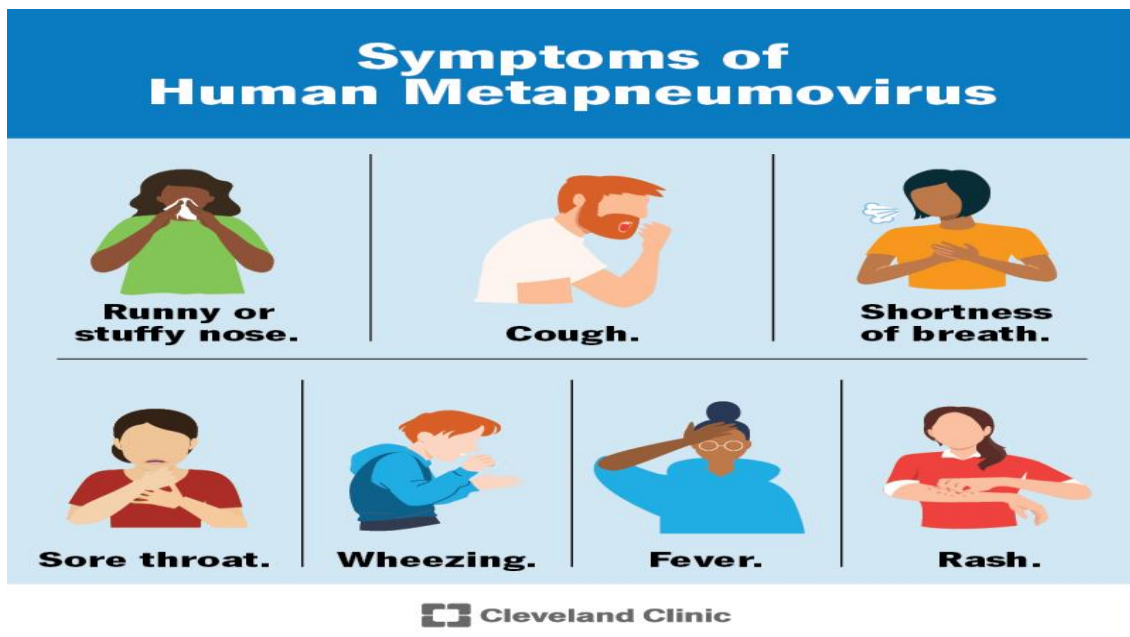 Symptoms of
Human Metapneumovirus
Runny or
stuffy nose.
Cough.
Shortness
of breath.
Sore throat.
Wheezing.
Fever.
Rash.
Cleveland Clinic